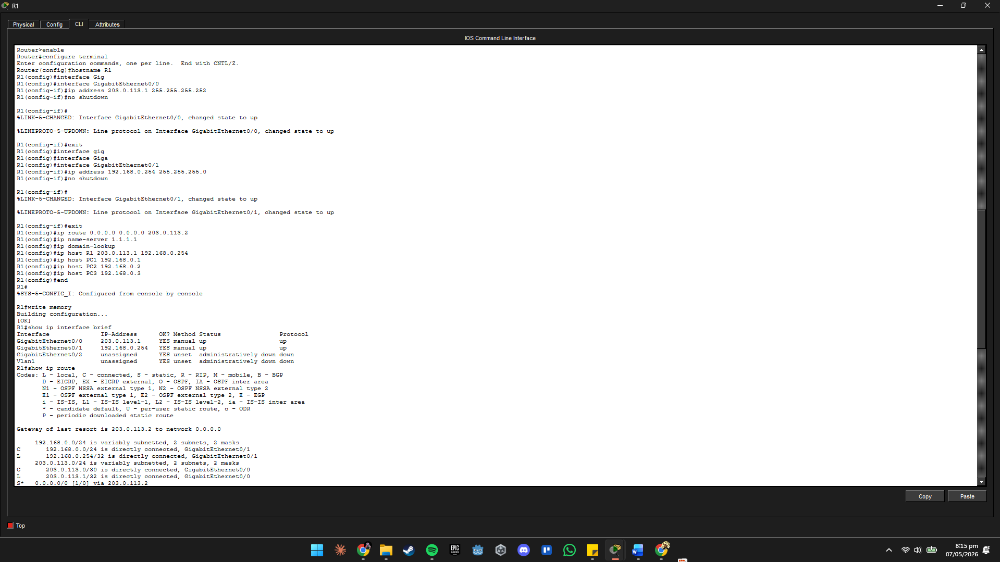 R1
Physical
Config
CLI
Attributes
IOS Command Line Interface
Router>enable
Router#configure terminal
Enter configuration commands, one per line.  End with CNTL/Z.
Router(config)#hostname R1
R1(config)#interface Gig
R1(config)#interface GigabitEthernet0/0
R1(config-if)#ip address 203.0.113.1 255.255.255.252
R1(config-if)#no shutdown
R1(config-if)#
%LINK-5-CHANGED: Interface GigabitEthernet0/0, changed state to up
%LINEPROTO-5-UPDOWN: Line protocol on Interface GigabitEthernet0/0, changed state to up
R1(config-if)#exit
R1(config)#interface gig
R1(config)#interface Giga
R1(config)#interface GigabitEthernet0/1
R1(config-if)#ip address 192.168.0.254 255.255.255.0
R1(config-if)#no shutdown
R1(config-if)#
%LINK-5-CHANGED: Interface GigabitEthernet0/1, changed state to up
%LINEPROTO-5-UPDOWN: Line protocol on Interface GigabitEthernet0/1, changed state to up
R1(config-if)#exit
R1(config)#ip route 0.0.0.0 0.0.0.0 203.0.113.2
R1(config)#ip name-server 1.1.1.1
R1(config)#ip domain-lookup
R1(config)#ip host R1 203.0.113.1 192.168.0.254
R1(config)#ip host PC1 192.168.0.1
R1(config)#ip host PC2 192.168.0.2
R1(config)#ip host PC3 192.168.0.3
R1(config)#end
R1#
%SYS-5-CONFIG_I: Configured from console by console
R1#write memory
Building configuration...
[OK]
R1#show ip interface brief
Interface              IP-Address      OK? Method Status                Protocol
GigabitEthernet0/0     203.0.113.1     YES manual up                    up
GigabitEthernet0/1     192.168.0.254   YES manual up                    up
GigabitEthernet0/2     unassigned      YES unset  administratively down down
Vlan1                  unassigned      YES unset  administratively down down
R1#show ip route
Codes: L - local, C - connected, S - static, R - RIP, M - mobile, B - BGP
       D - EIGRP, EX - EIGRP external, O - OSPF, IA - OSPF inter area
       N1 - OSPF NSSA external type 1, N2 - OSPF NSSA external type 2
       E1 - OSPF external type 1, E2 - OSPF external type 2, E - EGP
       i - IS-IS, L1 - IS-IS level-1, L2 - IS-IS level-2, ia - IS-IS inter area
       * - candidate default, U - per-user static route, o - ODR
       P - periodic downloaded static route
Gateway of last resort is 203.0.113.2 to network 0.0.0.0
     192.168.0.0/24 is variably subnetted, 2 subnets, 2 masks
C       192.168.0.0/24 is directly connected, GigabitEthernet0/1
L       192.168.0.254/32 is directly connected, GigabitEthernet0/1
     203.0.113.0/24 is variably subnetted, 2 subnets, 2 masks
C       203.0.113.0/30 is directly connected, GigabitEthernet0/0
L       203.0.113.1/32 is directly connected, GigabitEthernet0/0
S*   0.0.0.0/0 [1/0] via 203.0.113.2
Copy
Paste
Top
EPIC
GAMES
8:15 pm
07/05/2026